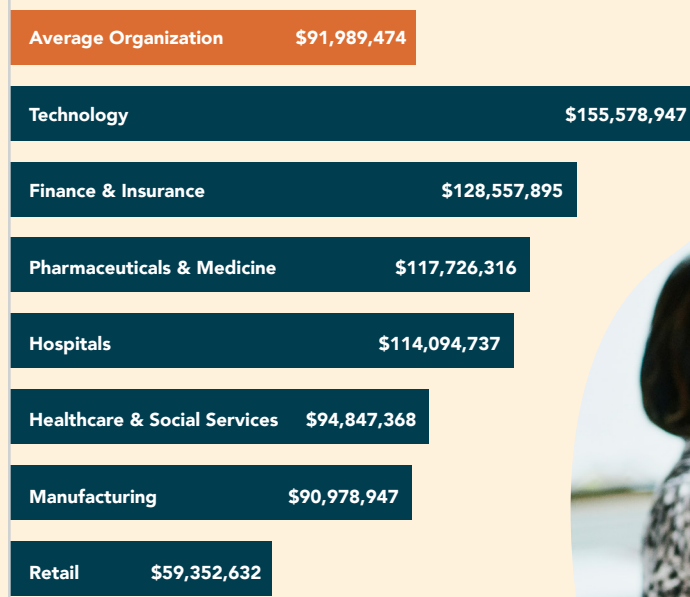 Average Organization $91,989,474
Technology $155,578,947
Finance & Insurance $128,557,895
Pharmaceuticals & Medicine $117,726,316
Hospitals $114,094,737
Healthcare & Social Services $94,847,368
Manufacturing $90,978,947
Retail $59,352,632